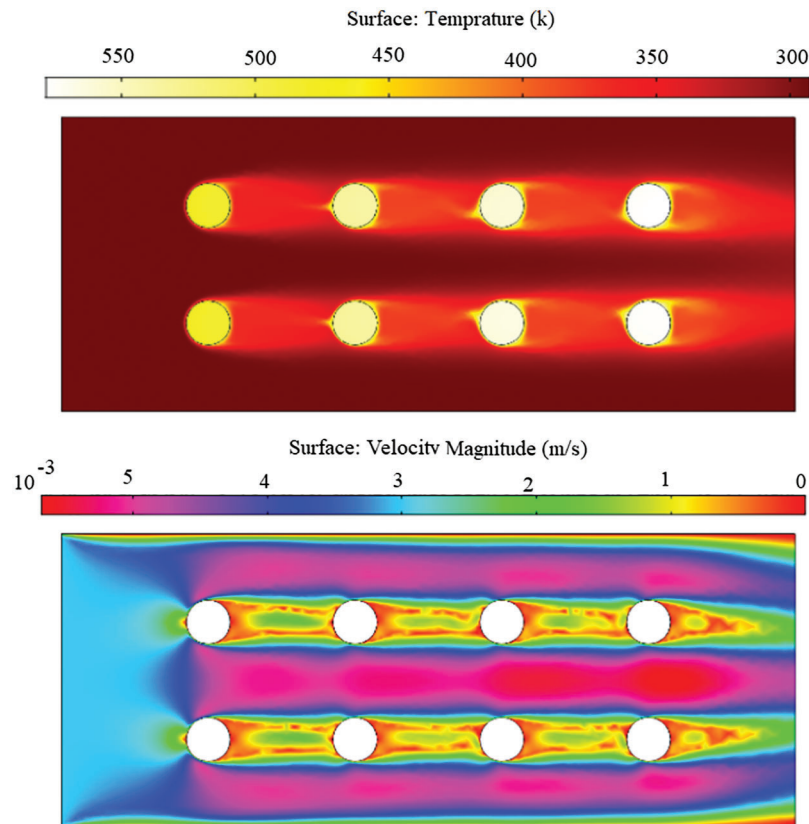 Surface: Temprature (k)
550 500 450 400 350 300
Surface: Velocity Magnitude (m/s)
10-3 5 4 3 2 1 0